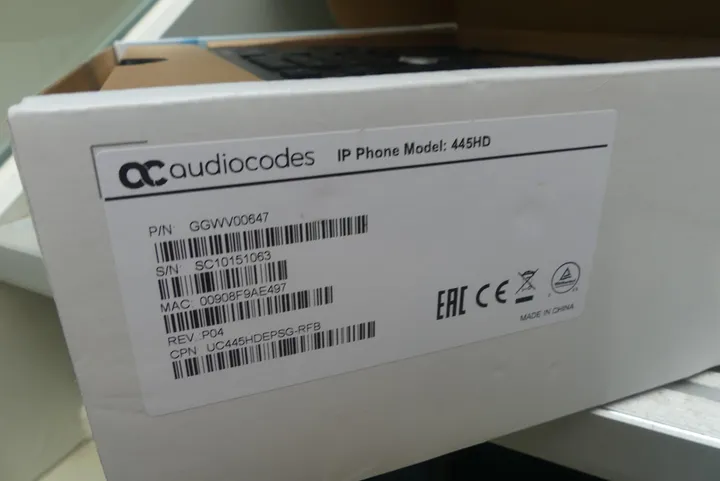 audiocodes IP Phone Model: 445HD
P/N: GGWV00647
S/N: SC10151063
MAC: 00908F9AE497
REV.:P04
CPN: UC445HDEPSG-RFB
EAC CE
MADE IN CHINA